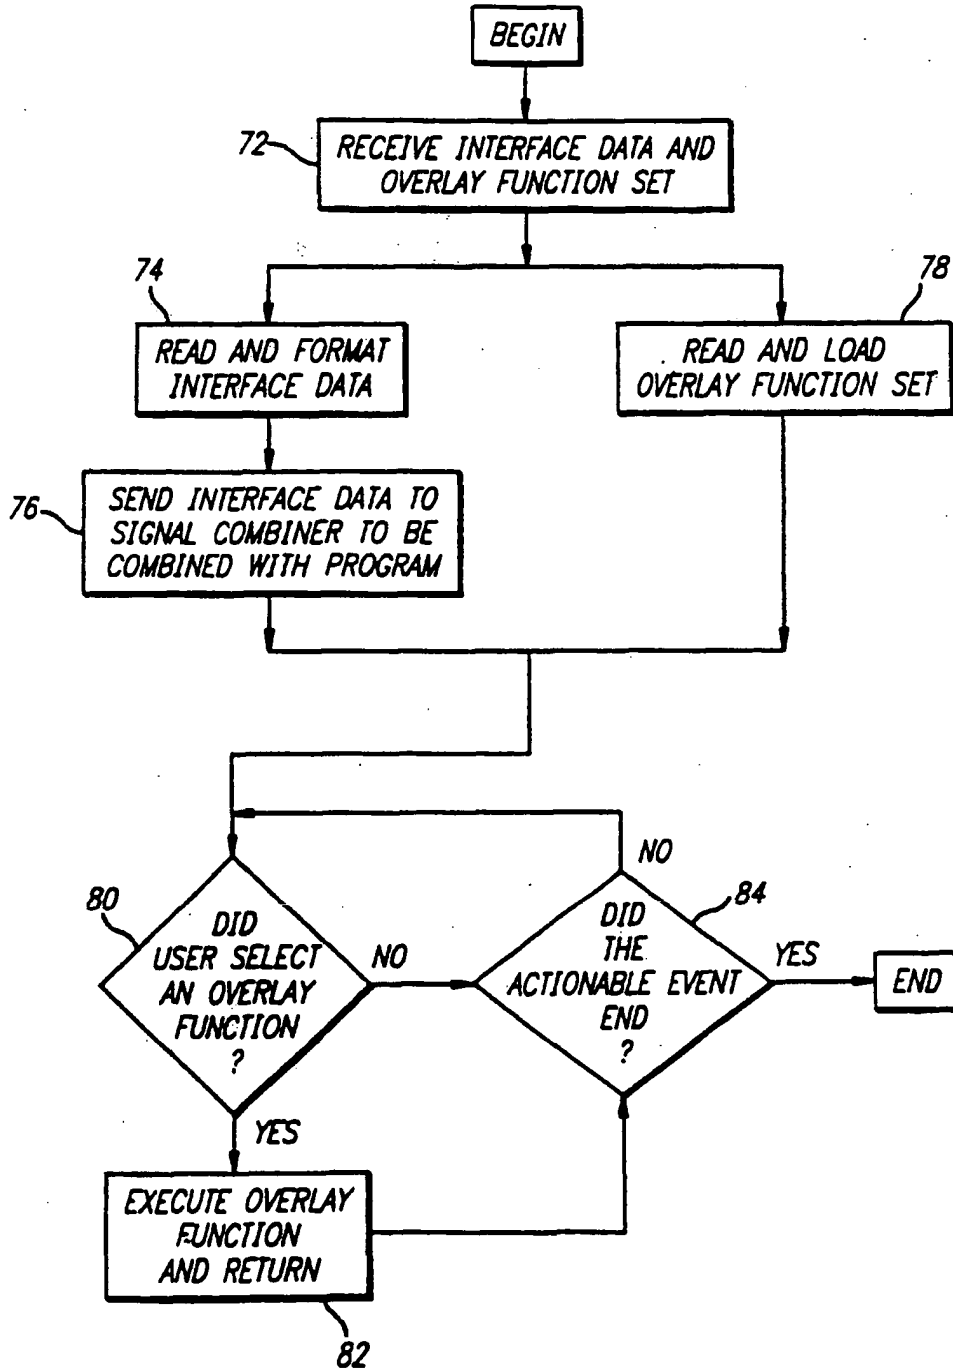 BEGIN
72
RECEIVE INTERFACE DATA AND
OVERLAY FUNCTION SET
74
READ AND FORMAT
INTERFACE DATA
78
READ AND LOAD
OVERLAY FUNCTION SET
76
SEND INTERFACE DATA TO
SIGNAL COMBINER TO BE
COMBINED WITH PROGRAM
80
DID
USER SELECT
AN OVERLAY
FUNCTION
?
NO
YES
84
DID
THE
ACTIONABLE EVENT
END
?
NO
YES
END
EXECUTE OVERLAY
FUNCTION
AND RETURN
82